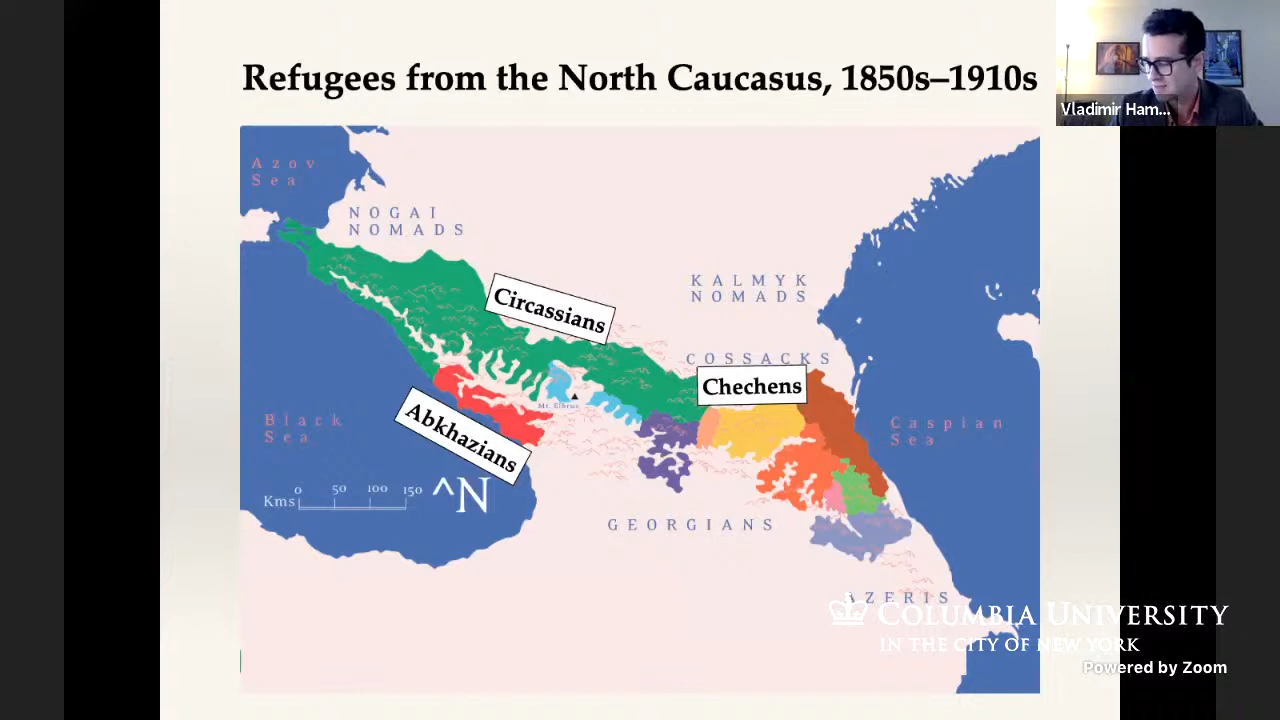 Refugees from the North Caucasus, 1850s–1910s
Vladimir Ham...
Azov
Sea
NOGAI
NOMADS
KALMYK
NOMADS
Circassians
COSSACKS
Chechens
Mt. Elbrus
Abkhazians
Black
Sea
Caspian
Sea
Kms 0 50 100 150
^N
GEORGIANS
AZERIS
COLUMBIA UNIVERSITY
IN THE CITY OF NEW YORK
Powered by Zoom